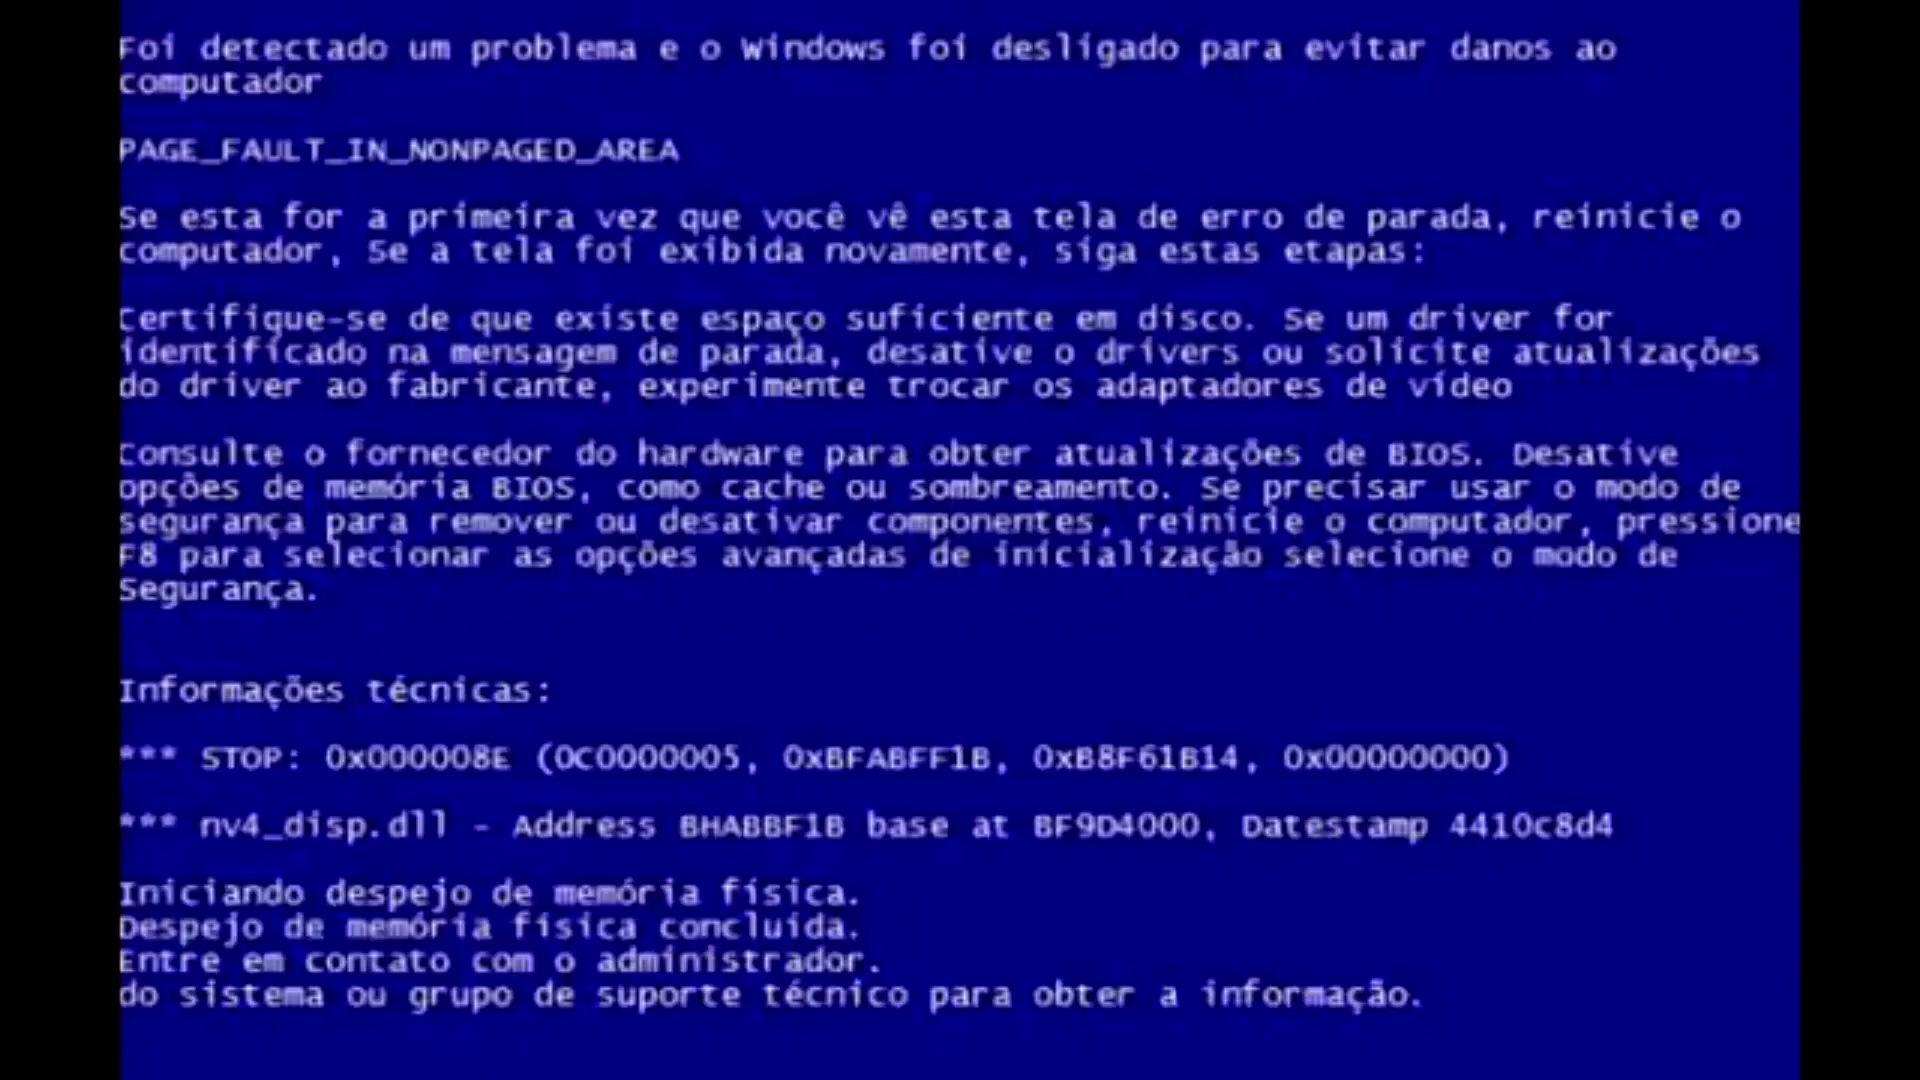 Foi detectado um problema e o Windows foi desligado para evitar danos ao
computador
PAGE_FAULT_IN_NONPAGED_AREA
Se esta for a primeira vez que você vê esta tela de erro de parada, reinicie o
computador, Se a tela foi exibida novamente, siga estas etapas:
Certifique-se de que existe espaço suficiente em disco. Se um driver for
identificado na mensagem de parada, desative o drivers ou solicite atualizações
do driver ao fabricante, experimente trocar os adaptadores de vídeo
Consulte o fornecedor do hardware para obter atualizações de BIOS. Desative
opções de memória BIOS, como cache ou sombreamento. Se precisar usar o modo de
segurança para remover ou desativar componentes, reinicie o computador, pressione
F8 para selecionar as opções avançadas de inicialização selecione o modo de
Segurança.
Informações técnicas:
*** STOP: 0x000008E (0C0000005, 0xBFABFF1B, 0xB8F61B14, 0x00000000)
*** nv4_disp.dll - Address BHABBF1B base at BF9D4000, Datestamp 4410c8d4
Iniciando despejo de memória física.
Despejo de memória física concluida.
Entre em contato com o administrador.
do sistema ou grupo de suporte técnico para obter a informação.